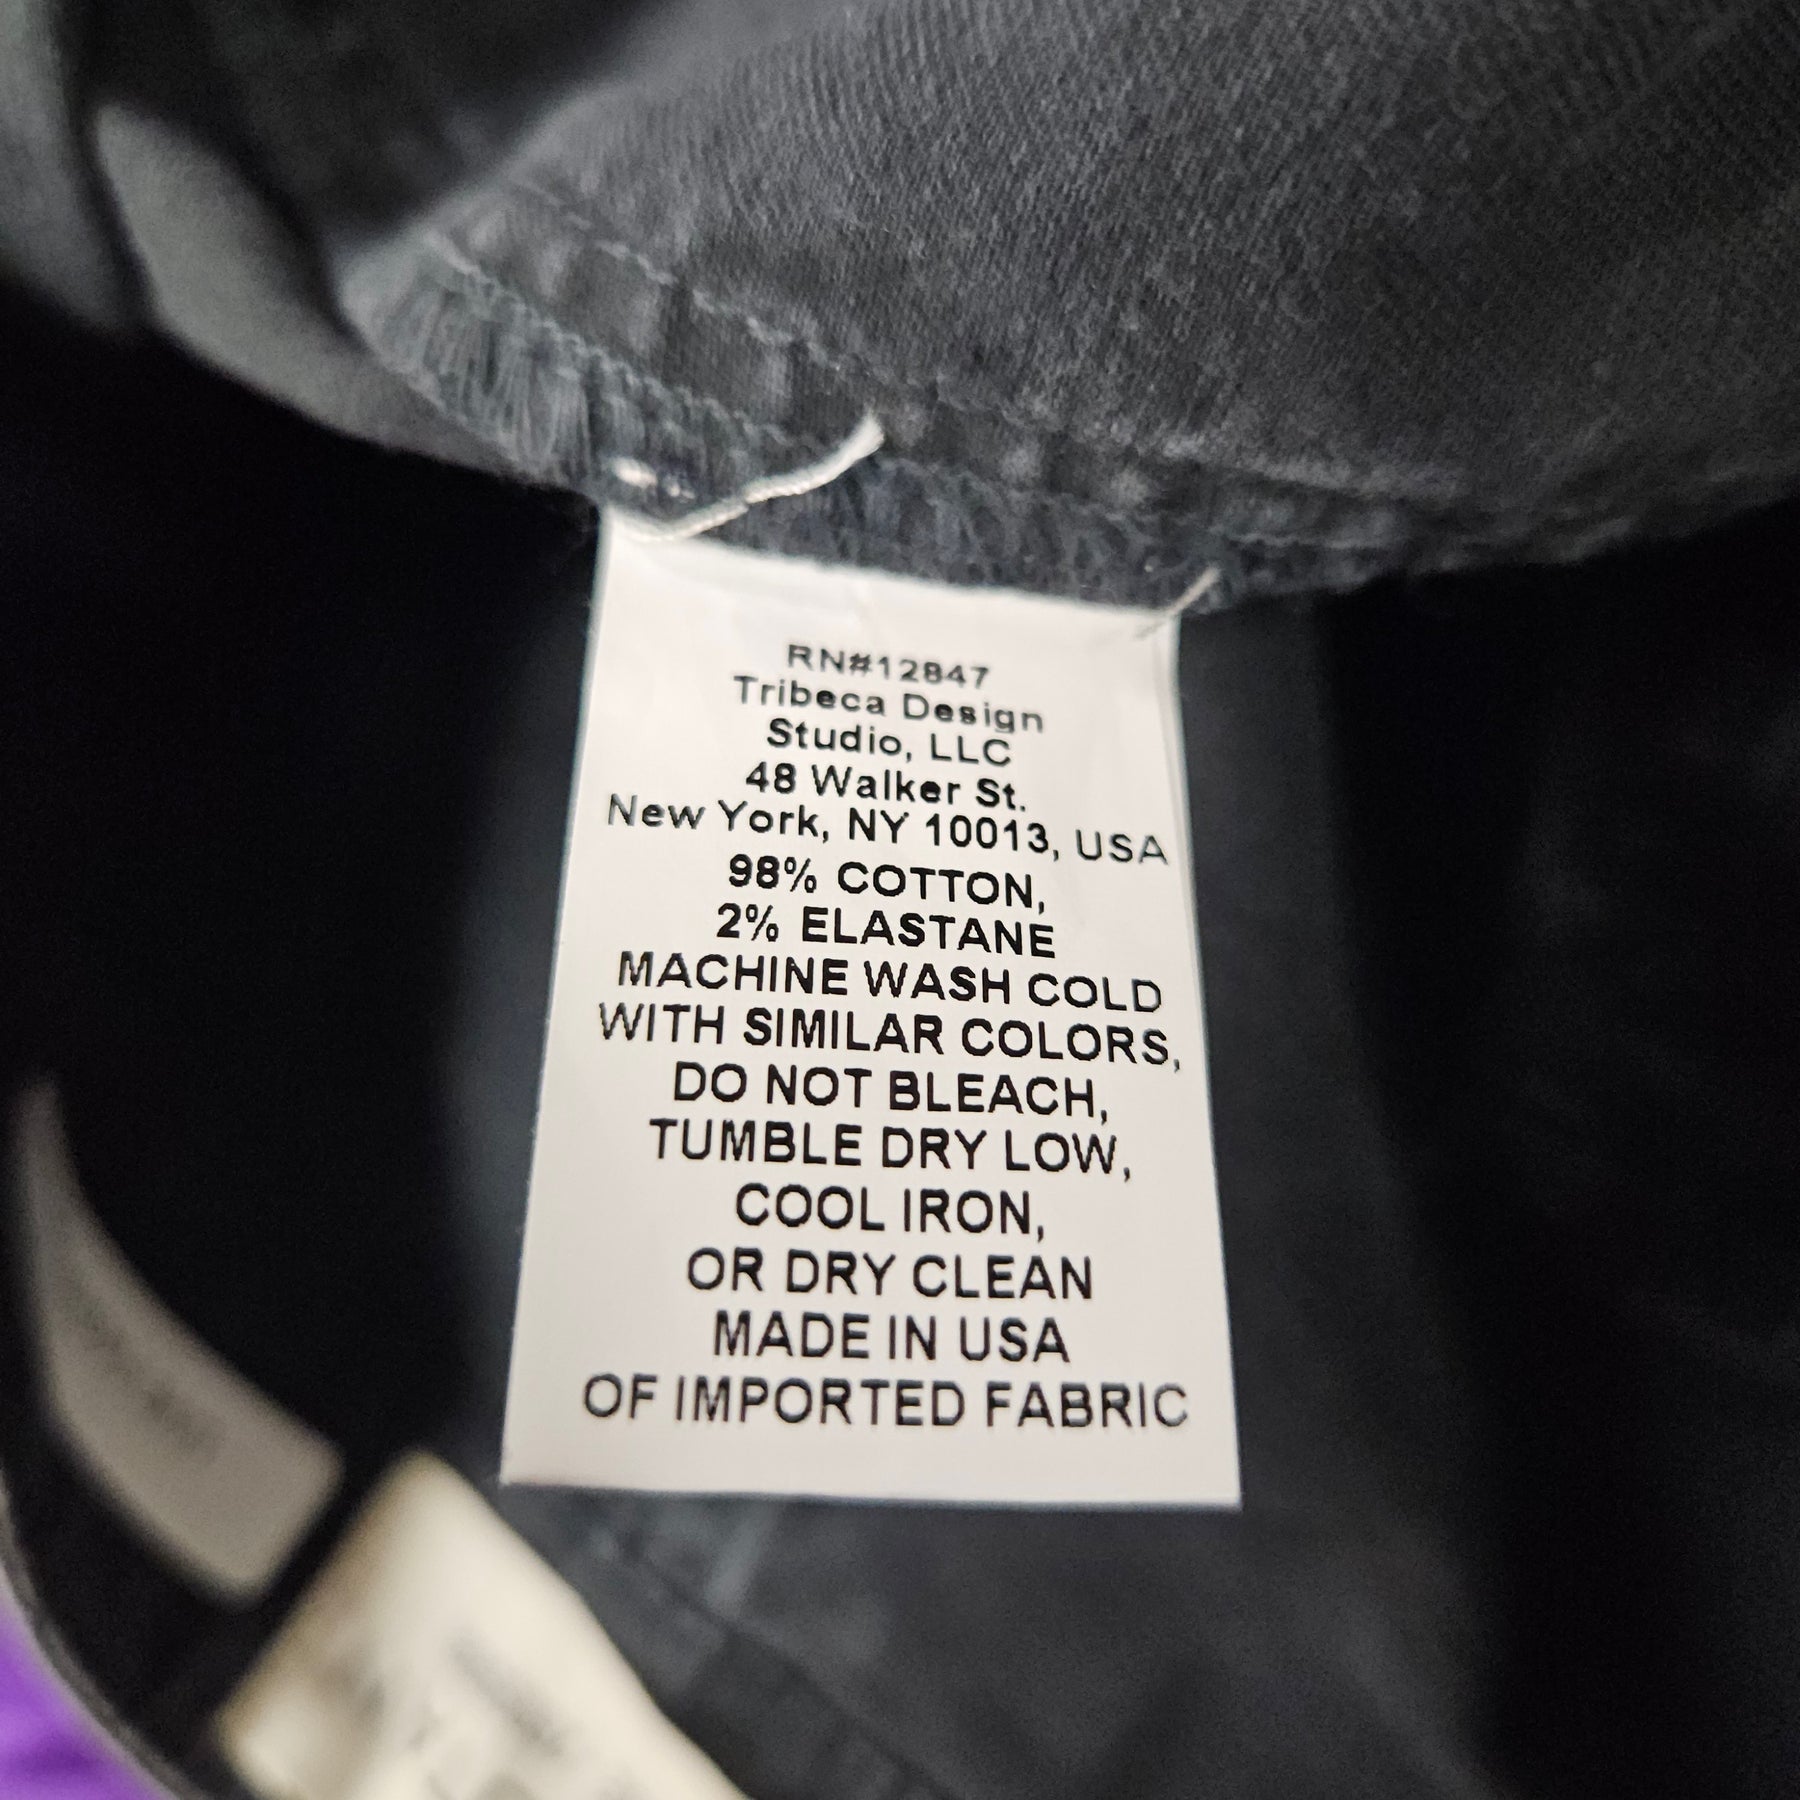 RN#12847
Tribeca Design
Studio, LLC
48 Walker St.
New York, NY 10013, USA
98% COTTON,
2% ELASTANE
MACHINE WASH COLD
WITH SIMILAR COLORS,
DO NOT BLEACH,
TUMBLE DRY LOW,
COOL IRON,
OR DRY CLEAN
MADE IN USA
OF IMPORTED FABRIC